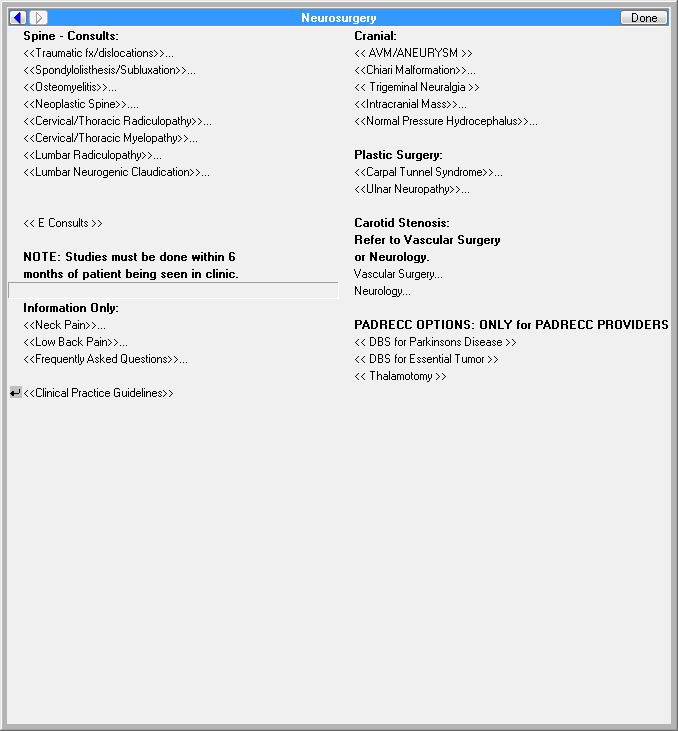 Neurosurgery
Done
Spine - Consults:
<<Traumatic fx/dislocations>>...
<<Spondylolisthesis/Subluxation>>...
<<Osteomyelitis>>...
<<Neoplastic Spine>>....
<<Cervical/Thoracic Radiculopathy>>...
<<Cervical/Thoracic Myelopathy>>...
<<Lumbar Radiculopathy>>...
<<Lumbar Neurogenic Claudication>>...
<< E Consults >>
NOTE: Studies must be done within 6
months of patient being seen in clinic.
Information Only:
<<Neck Pain>>...
<<Low Back Pain>>...
<<Frequently Asked Questions>>...
<<Clinical Practice Guidelines>>
Cranial:
<< AVM/ANEURYSM >>
<<Chiari Malformation>>...
<< Trigeminal Neuralgia >>
<<Intracranial Mass>>...
<<Normal Pressure Hydrocephalus>>...
Plastic Surgery:
<<Carpal Tunnel Syndrome>>...
<<Ulnar Neuropathy>>...
Carotid Stenosis:
Refer to Vascular Surgery
or Neurology.
Vascular Surgery...
Neurology...
PADRECC OPTIONS: ONLY for PADRECC PROVIDERS
<< DBS for Parkinsons Disease >>
<< DBS for Essential Tumor >>
<< Thalamotomy >>